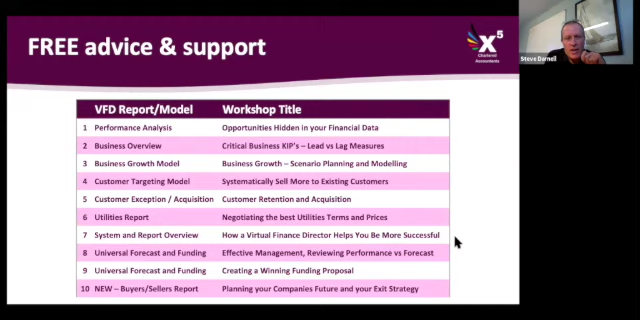 FREE advice & support
x5
Chartered
Accountants
Steve Darnell
VFD Report/Model Workshop Title
1 Performance Analysis Opportunities Hidden in your Financial Data
2 Business Overview Critical Business KIP's – Lead vs Lag Measures
3 Business Growth Model Business Growth – Scenario Planning and Modelling
4 Customer Targeting Model Systematically Sell More to Existing Customers
5 Customer Exception / Acquisition Customer Retention and Acquisition
6 Utilities Report Negotiating the best Utilities Terms and Prices
7 System and Report Overview How a Virtual Finance Director Helps You Be More Successful
8 Universal Forecast and Funding Effective Management, Reviewing Performance vs Forecast
9 Universal Forecast and Funding Creating a Winning Funding Proposal
10 NEW – Buyers/Sellers Report Planning your Companies Future and your Exit Strategy